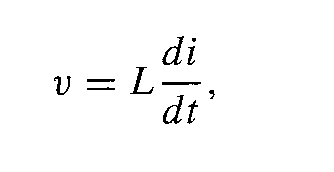 v = L di/dt,